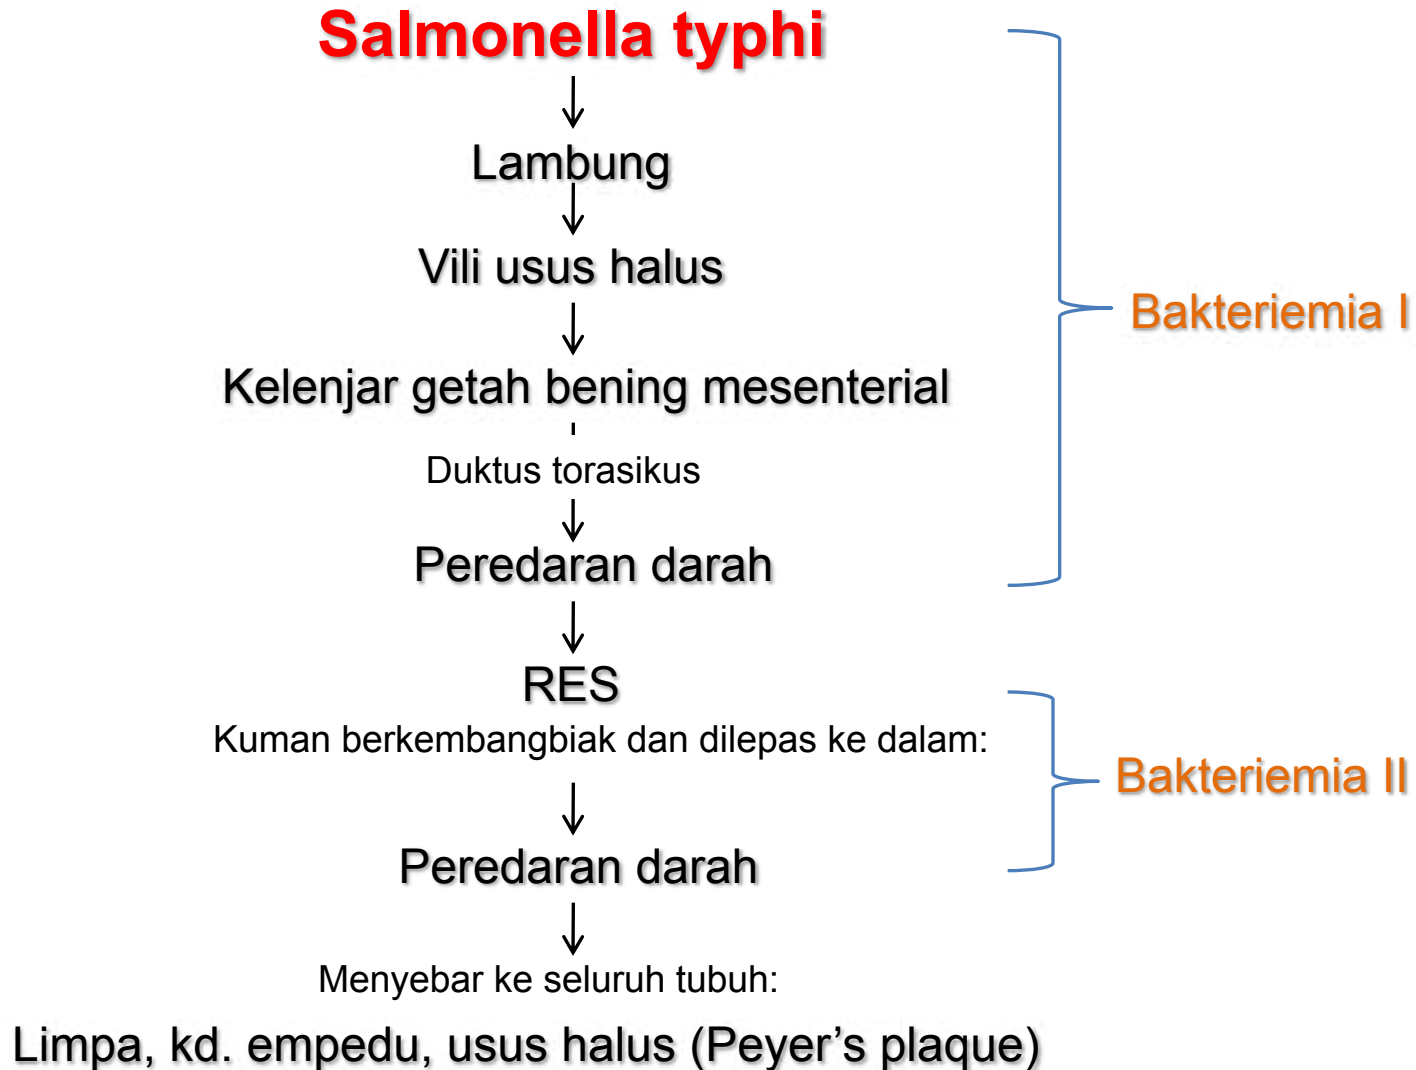 Salmonella typhi
Lambung
Vili usus halus
Bakteriemia I
Kelenjar getah bening mesenterial
Duktus torasikus
Peredaran darah
RES
Kuman berkembangbiak dan dilepas ke dalam:
Bakteriemia II
Peredaran darah
Menyebar ke seluruh tubuh:
Limpa, kd. empedu, usus halus (Peyer’s plaque)